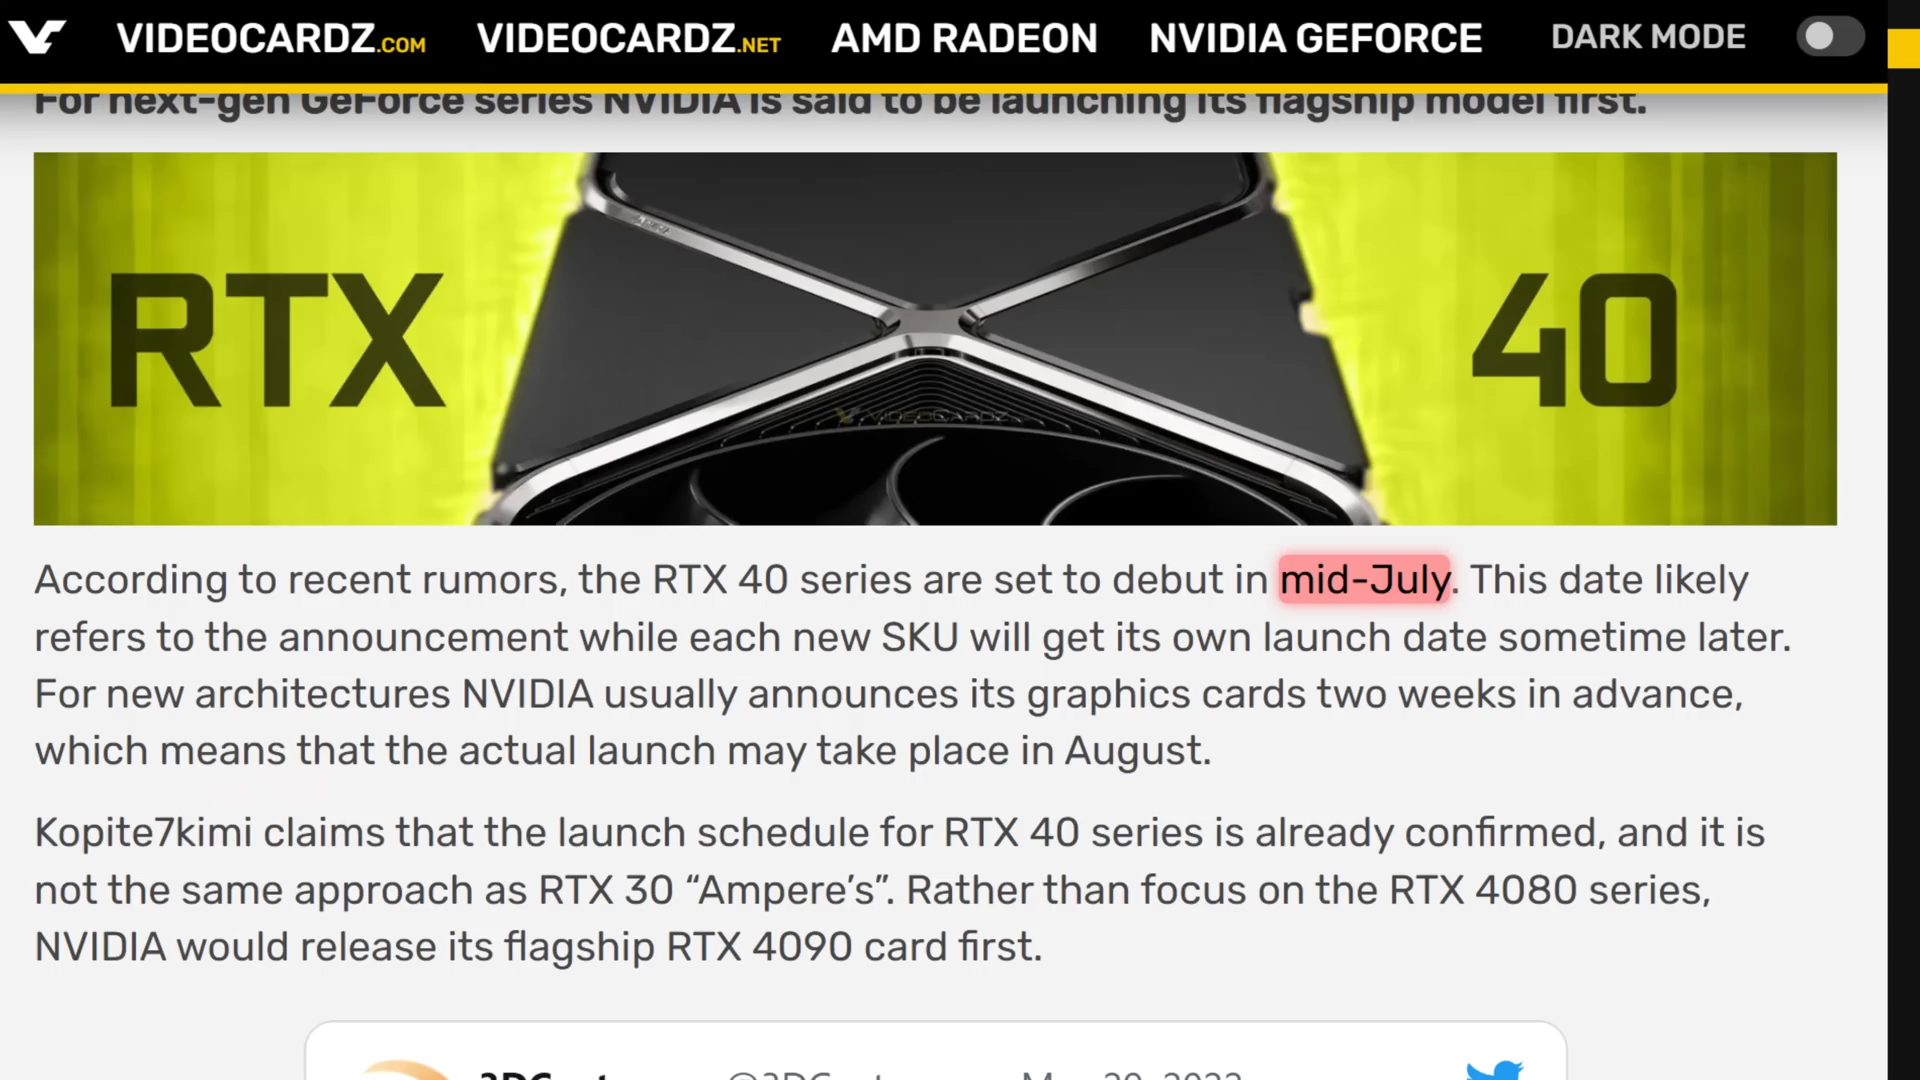 VIDEOCARDZ.COM VIDEOCARDZ.NET AMD RADEON NVIDIA GEFORCE DARK MODE
For next-gen GeForce series NVIDIA is said to be launching its flagship model first.
RTX 40
VIDEOCARDZ
According to recent rumors, the RTX 40 series are set to debut in mid-July. This date likely
refers to the announcement while each new SKU will get its own launch date sometime later.
For new architectures NVIDIA usually announces its graphics cards two weeks in advance,
which means that the actual launch may take place in August.
Kopite7kimi claims that the launch schedule for RTX 40 series is already confirmed, and it is
not the same approach as RTX 30 “Ampere’s”. Rather than focus on the RTX 4080 series,
NVIDIA would release its flagship RTX 4090 card first.